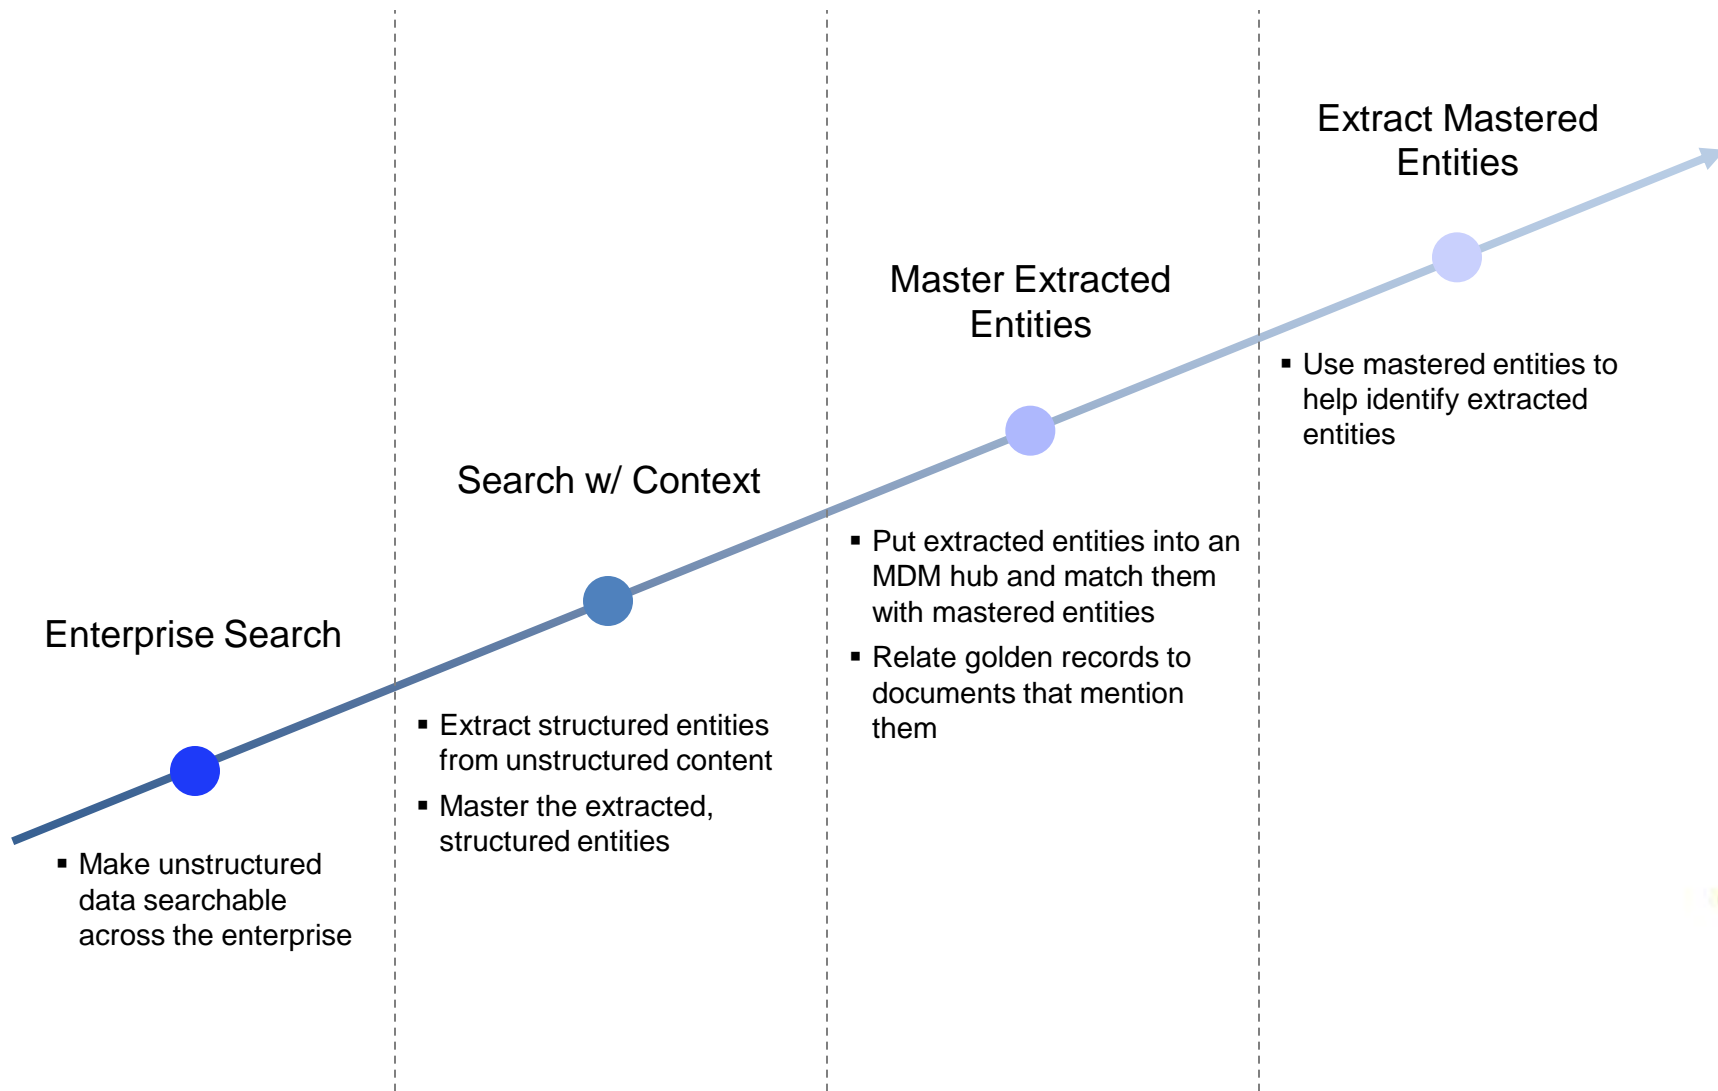 Enterprise Search
▪ Make unstructured
data searchable
across the enterprise
Search w/ Context
▪ Extract structured entities
from unstructured content
▪ Master the extracted,
structured entities
Master Extracted
Entities
▪ Put extracted entities into an
MDM hub and match them
with mastered entities
▪ Relate golden records to
documents that mention
them
Extract Mastered
Entities
▪ Use mastered entities to
help identify extracted
entities